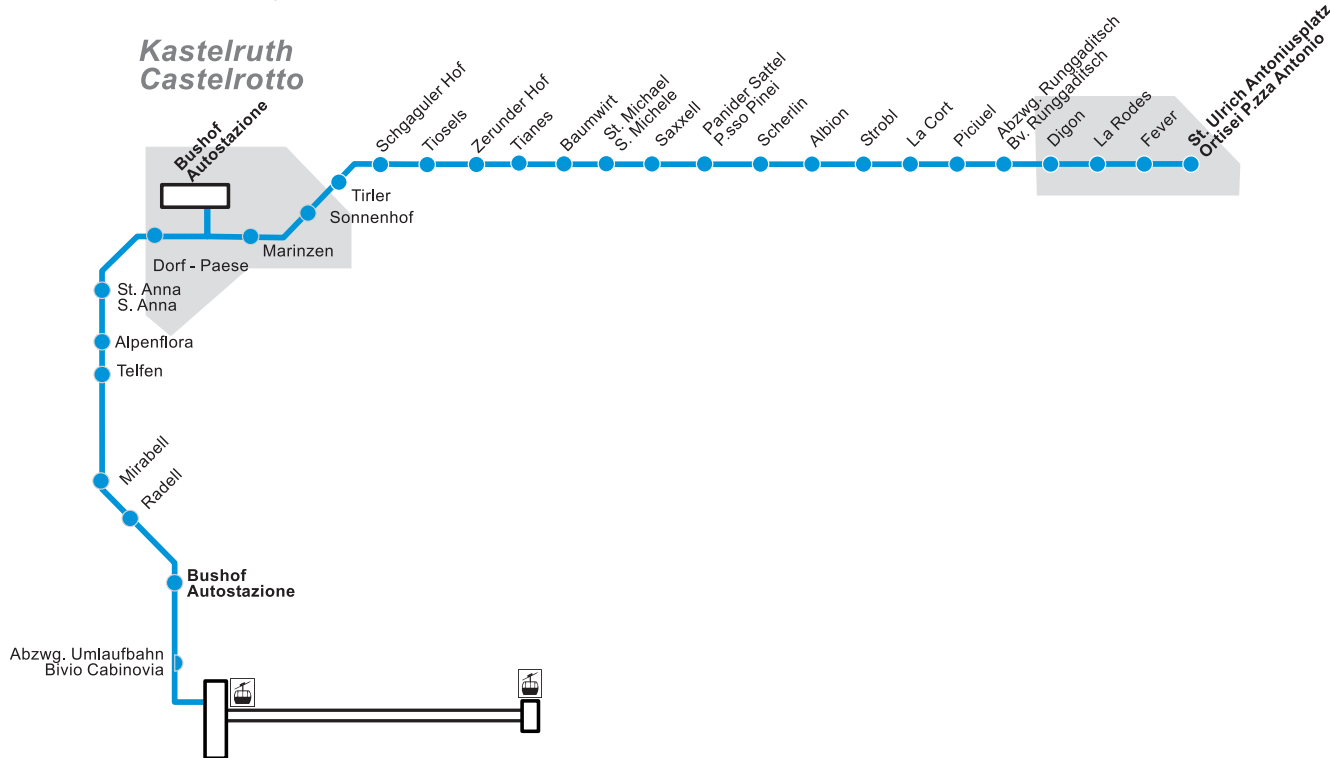 Kastelruth
Castelrotto
Bushof
Autostazione
Dorf - Paese
Marinzen
Sonnenhof
Tirler
Schgaguler Hof
Tiosels
Zerunder Hof
Tianes
Baumwirt
St. Michael
S. Michele
Saxxell
Panider Sattel
P.sso Pinei
Scherlin
Albion
Strobl
La Cort
Piciuel
Abzwg. Runggaditsch
Bv. Runggaditsch
Digon
La Rodes
Fever
St. Ulrich Antoniusplatz
Ortisei P.zza Antonio
St. Anna
S. Anna
Alpenflora
Telfen
Mirabell
Radell
Bushof
Autostazione
Abzwg. Umlaufbahn
Bivio Cabinovia